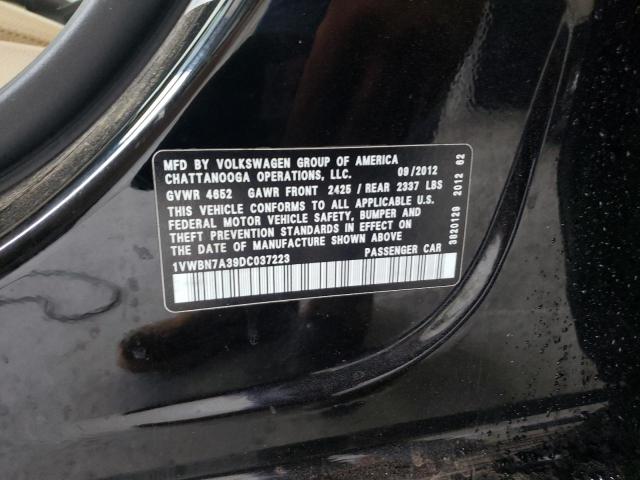 MFD BY VOLKSWAGEN GROUP OF AMERICA
CHATTANOOGA OPERATIONS, LLC. 09/2012
GVWR 4652 GAWR FRONT 2425 / REAR 2337 LBS
THIS VEHICLE CONFORMS TO ALL APPLICABLE U.S.
FEDERAL MOTOR VEHICLE SAFETY, BUMPER AND
THEFT PREVENTION STANDARDS IN EFFECT ON
THE DATE OF MANUFACTURE SHOWN ABOVE
1VWBN7A39DC037223 PASSENGER CAR
3620129 2012 62